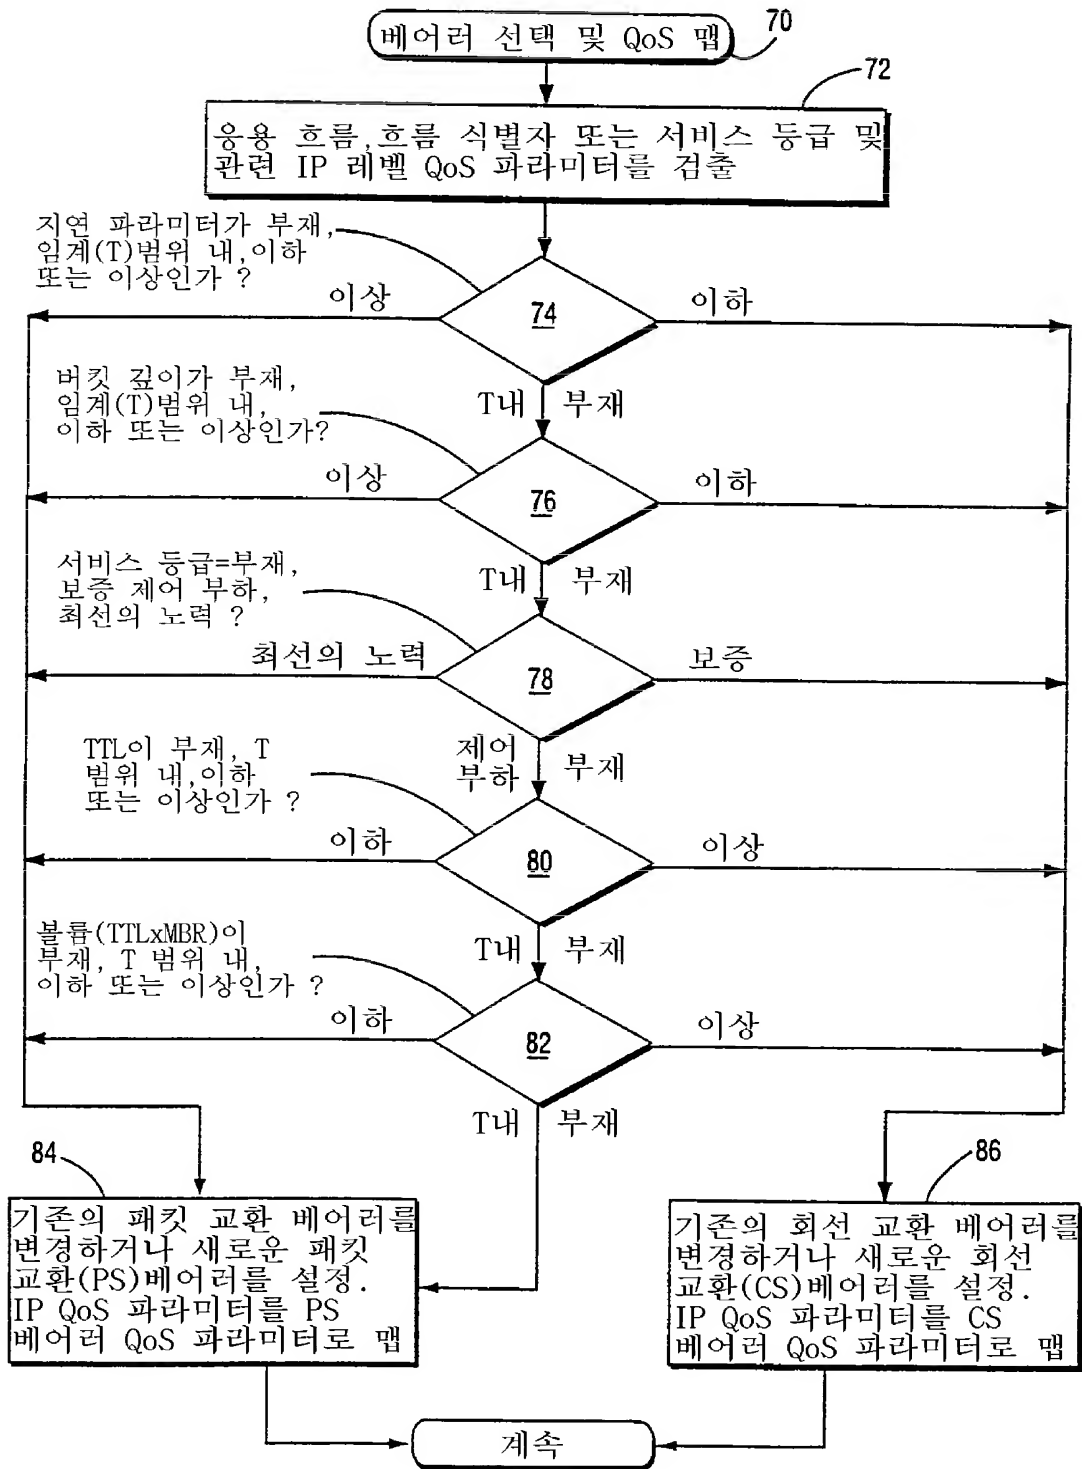 베어러 선택 및 QoS 맵
70
72
응용 흐름,흐름 식별자 또는 서비스 등급 및
관련 IP 레벨 QoS 파라미터를 검출
지연 파라미터가 부재,
임계(T)범위 내,이하
또는 이상인가 ?
이상
74
이하
T내
부재
버킷 깊이가 부재,
임계(T)범위 내,
이하 또는 이상인가?
이상
76
이하
T내
부재
서비스 등급=부재,
보증 제어 부하,
최선의 노력 ?
최선의 노력
78
보증
제어
부하
부재
TTL이 부재, T
범위 내,이하
또는 이상인가 ?
이하
80
이상
T내
부재
볼륨(TTLxMBR)이
부재, T 범위 내,
이하 또는 이상인가 ?
이하
82
이상
T내
부재
84
기존의 패킷 교환 베어러를
변경하거나 새로운 패킷
교환(PS)베어러를 설정.
IP QoS 파라미터를 PS
베어러 QoS 파라미터로 맵
86
기존의 회선 교환 베어러를
변경하거나 새로운 회선
교환(CS)베어러를 설정.
IP QoS 파라미터를 CS
베어러 QoS 파라미터로 맵
계속